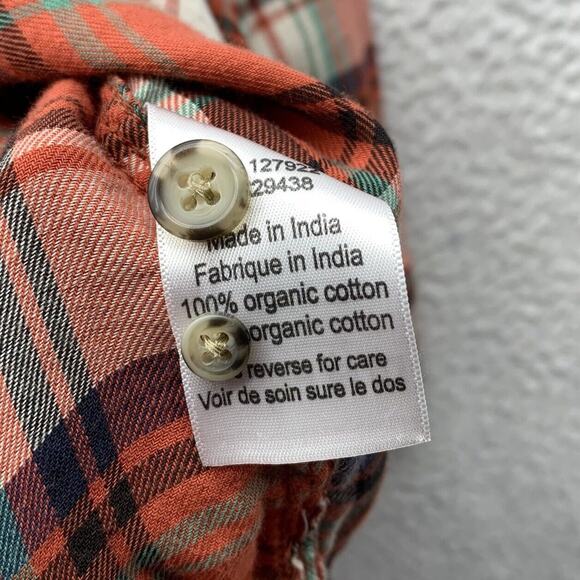 127922
29438
Made in India
Fabrique in India
100% organic cotton
organic cotton
reverse for care
Voir de soin sure le dos